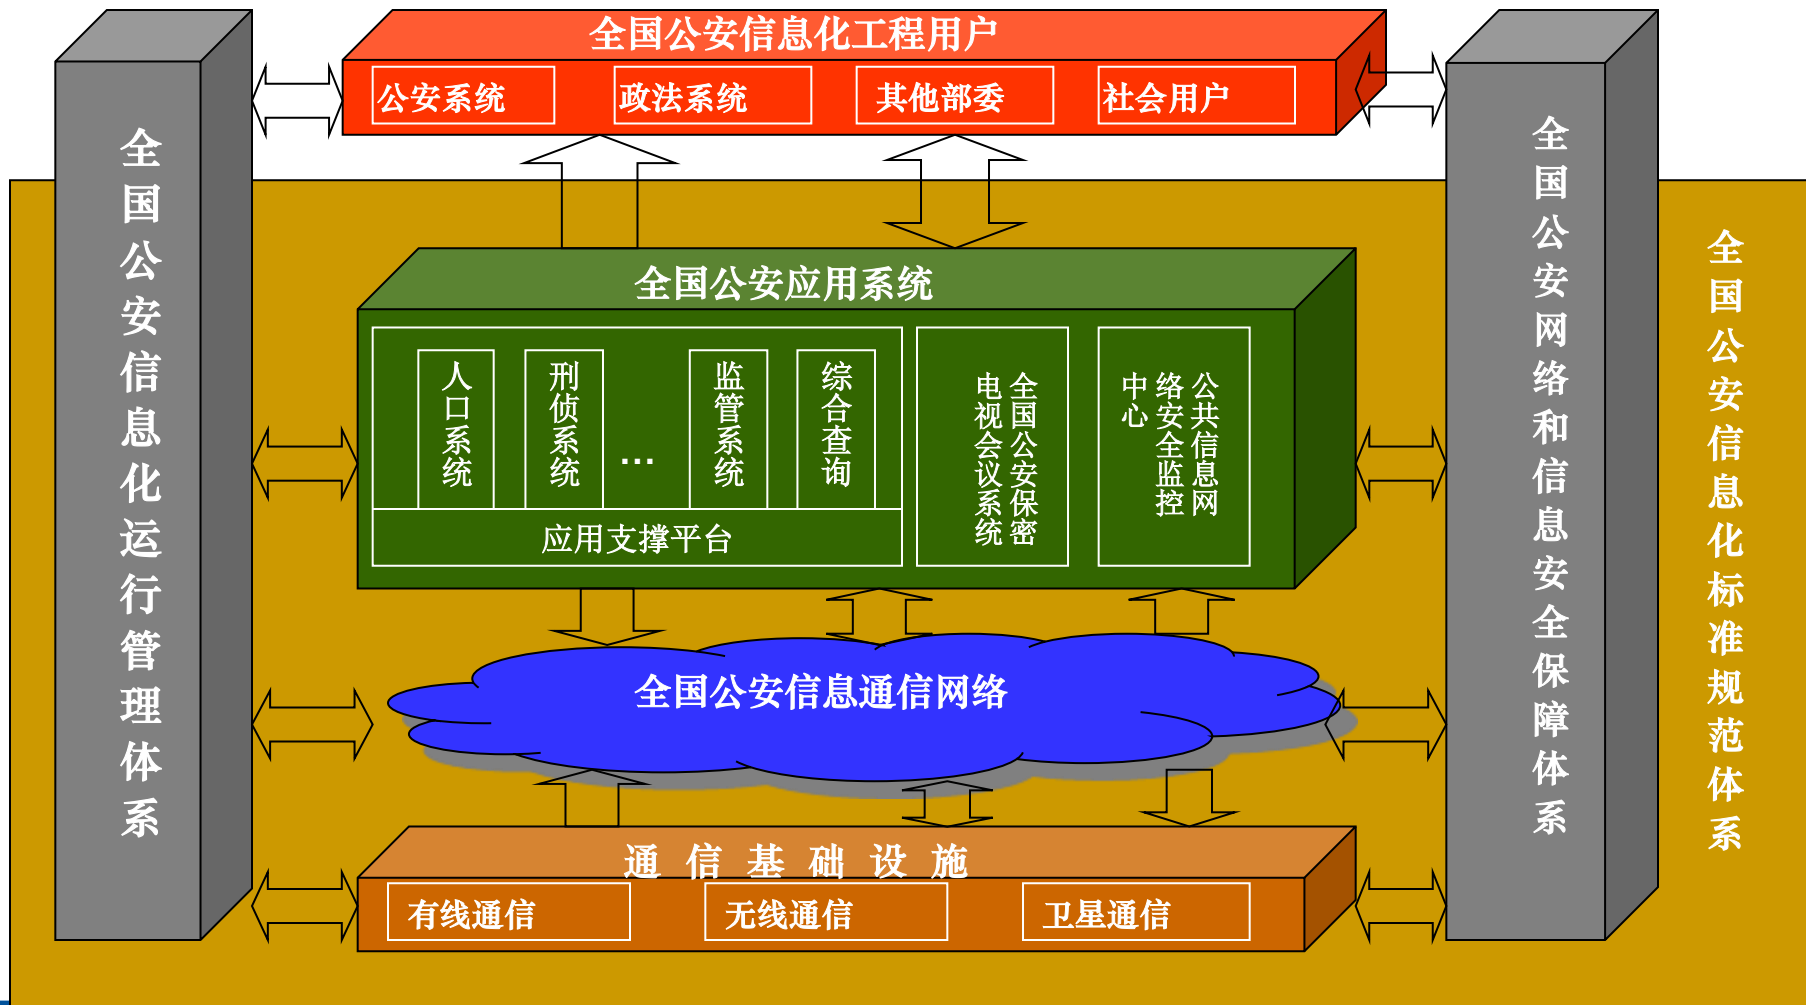 全国公安信息化工程用户
公安系统
政法系统
其他部委
社会用户
全国公安信息化运行管理体系
全国公安应用系统
人口系统
刑侦系统
…
监管系统
综合查询
应用支撑平台
全国公安保密
电视会议系统
公共信息网
络安全监控
中心
全国公安信息通信网络
通信基础设施
有线通信
无线通信
卫星通信
全国公安网络和信息安全保障体系
全国公安信息化标准规范体系